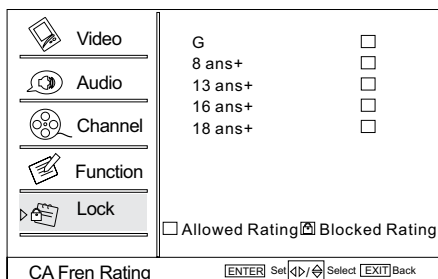 Video
Audio
Channel
Function
Lock
G
8 ans+
13 ans+
16 ans+
18 ans+
Allowed Rating Blocked Rating
CA Fren Rating
ENTER Set / Select EXIT Back